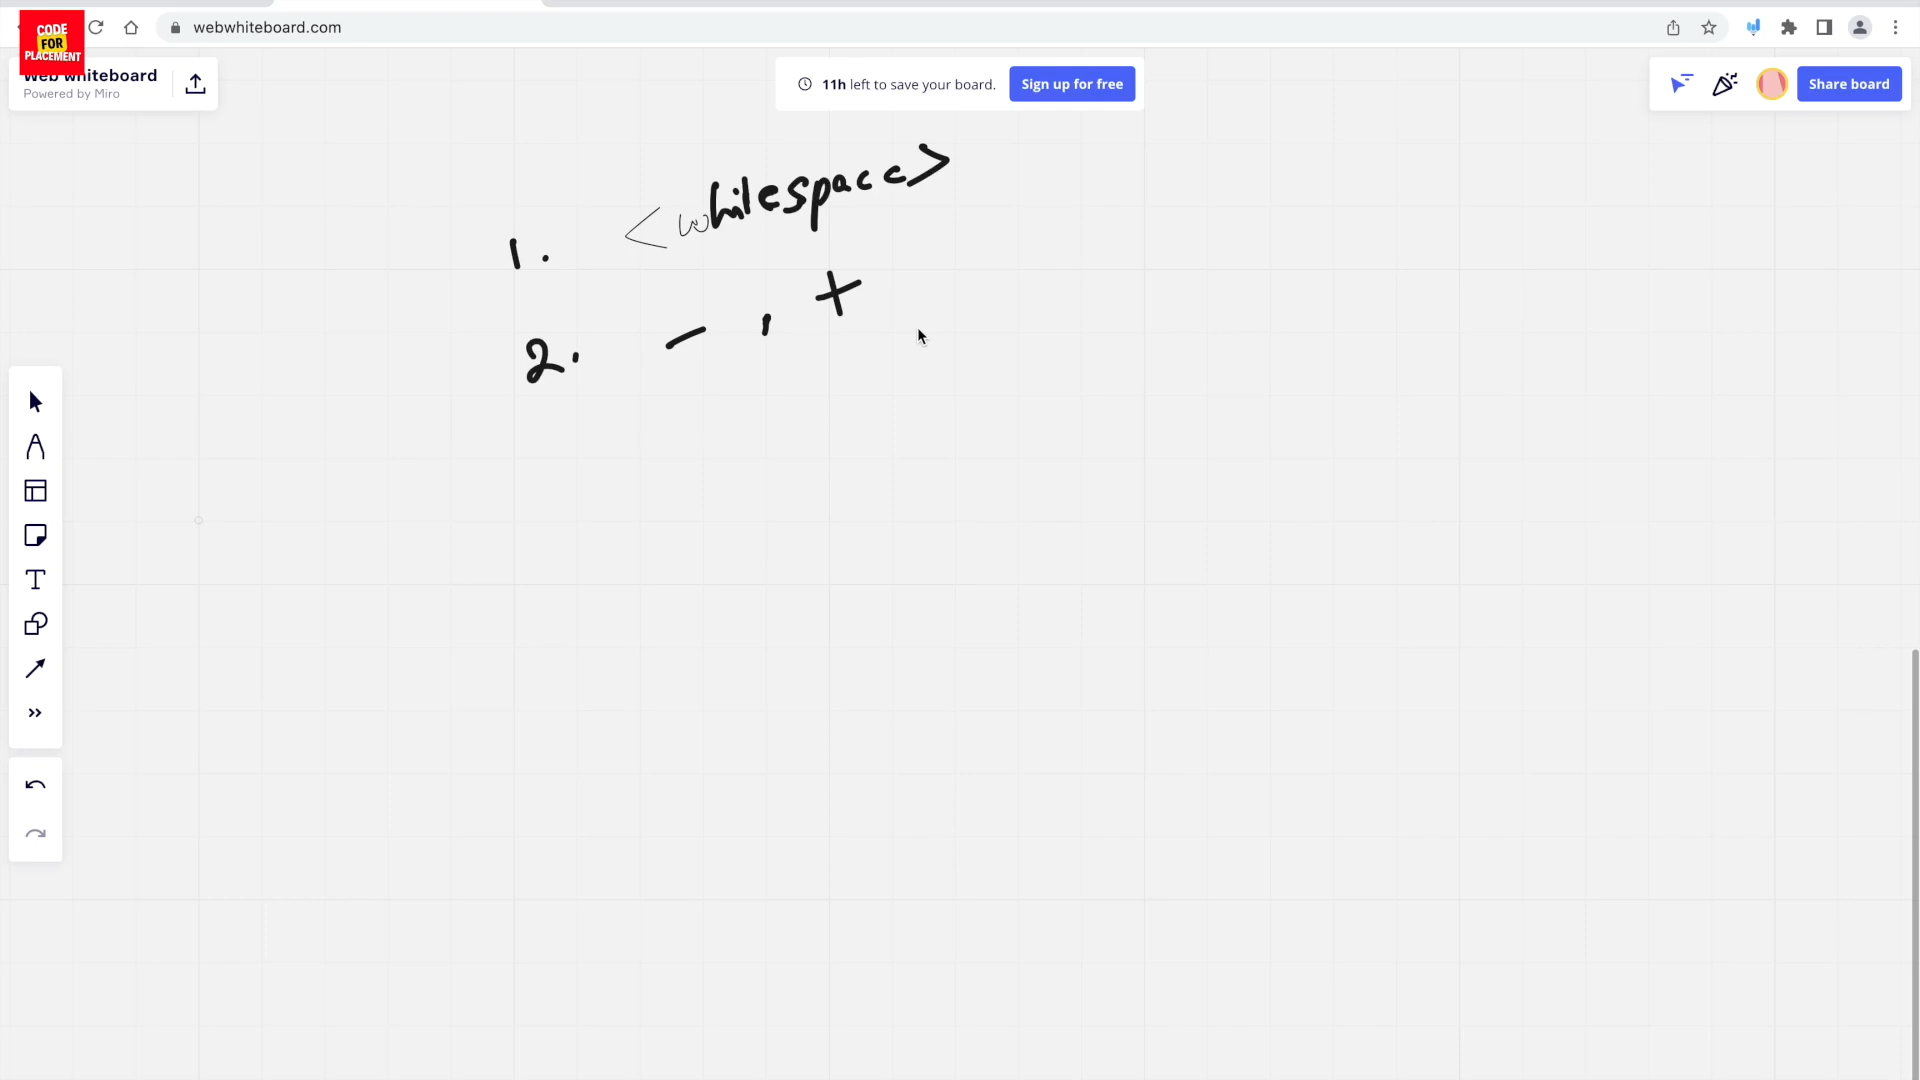 CODE
FOR
PLACEMENT
webwhiteboard.com
Web whiteboard
Powered by Miro
11h left to save your board.
Sign up for free
Share board
1. <whitespace>
2. - , +